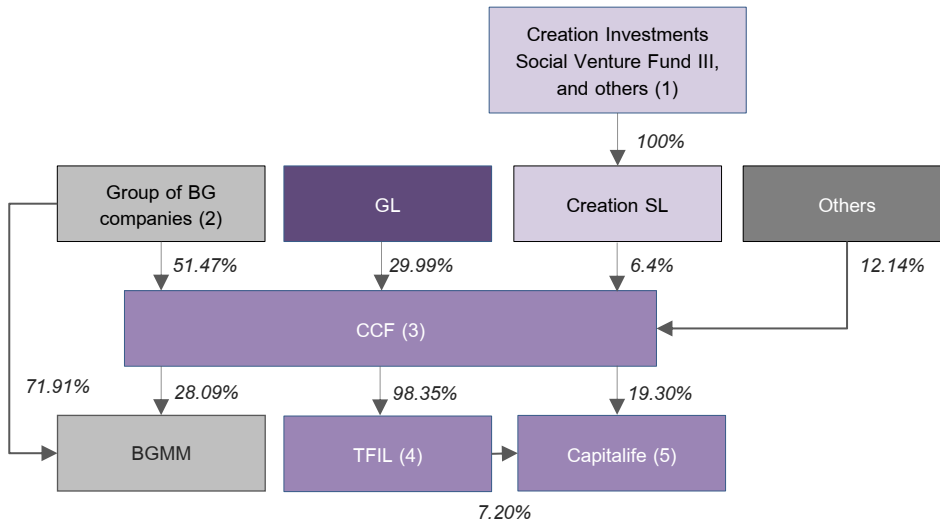 Creation Investments
Social Venture Fund III,
and others (1)
100%
Group of BG
companies (2)
GL
Creation SL
Others
51.47%
29.99%
6.4%
12.14%
CCF (3)
71.91%
28.09%
98.35%
19.30%
BGMM
TFIL (4)
Capitalife (5)
7.20%